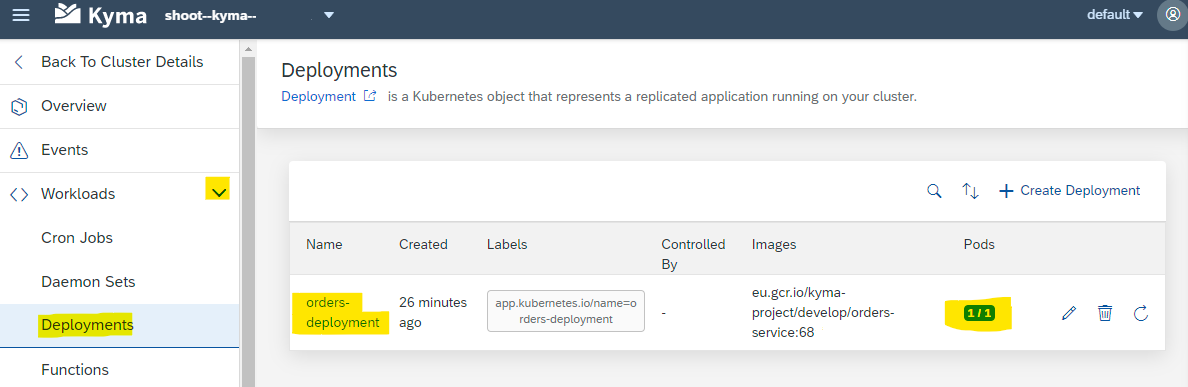 Kyma shoot--kyma-- default
Back To Cluster Details
Overview
Events
Workloads
Cron Jobs
Daemon Sets
Deployments
Functions
Deployments
Deployment is a Kubernetes object that represents a replicated application running on your cluster.
Create Deployment
Name Created Labels Controlled By Images Pods
orders-
deployment
26 minutes
ago
app.kubernetes.io/name=o
rders-deployment
-
eu.gcr.io/kyma-
project/develop/orders-
service:68
1 / 1